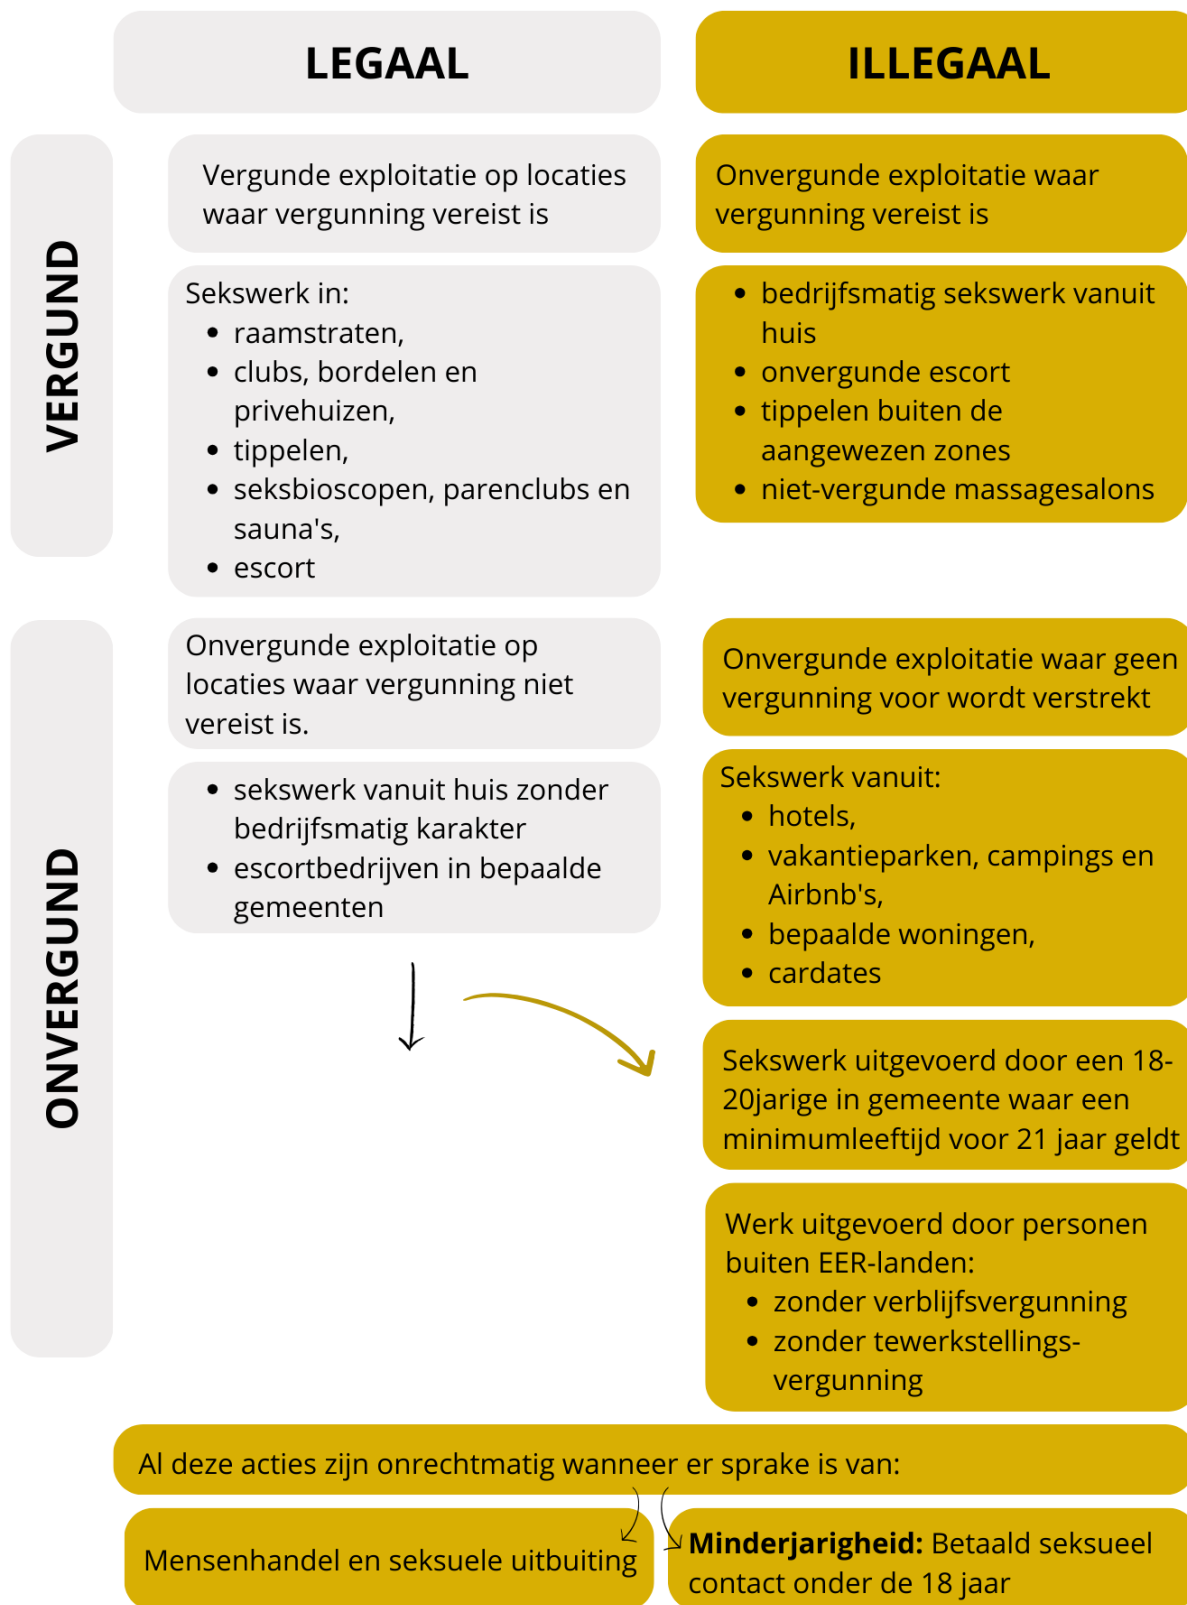 LEGAAL
ILLEGAAL
VERGUND
Vergunde exploitatie op locaties
waar vergunning vereist is
Onvergunde exploitatie waar
vergunning vereist is
Sekswerk in:
• raamstraten,
• clubs, bordelen en
privehuizen,
• tippelen,
• seksbioscopen, parenclubs en
sauna's,
• escort
• bedrijfsmatig sekswerk vanuit
huis
• onvergunde escort
• tippelen buiten de
aangewezen zones
• niet-vergunde massagesalons
ONVERGUND
Onvergunde exploitatie op
locaties waar vergunning niet
vereist is.
Onvergunde exploitatie waar geen
vergunning voor wordt verstrekt
• sekswerk vanuit huis zonder
bedrijfsmatig karakter
• escortbedrijven in bepaalde
gemeenten
Sekswerk vanuit:
• hotels,
• vakantieparken, campings en
Airbnb's,
• bepaalde woningen,
• cardates
Sekswerk uitgevoerd door een 18-
20jarige in gemeente waar een
minimumleeftijd voor 21 jaar geldt
Werk uitgevoerd door personen
buiten EER-landen:
• zonder verblijfsvergunning
• zonder tewerkstellings-
vergunning
Al deze acties zijn onrechtmatig wanneer er sprake is van:
Mensenhandel en seksuele uitbuiting
Minderjarigheid: Betaald seksueel
contact onder de 18 jaar